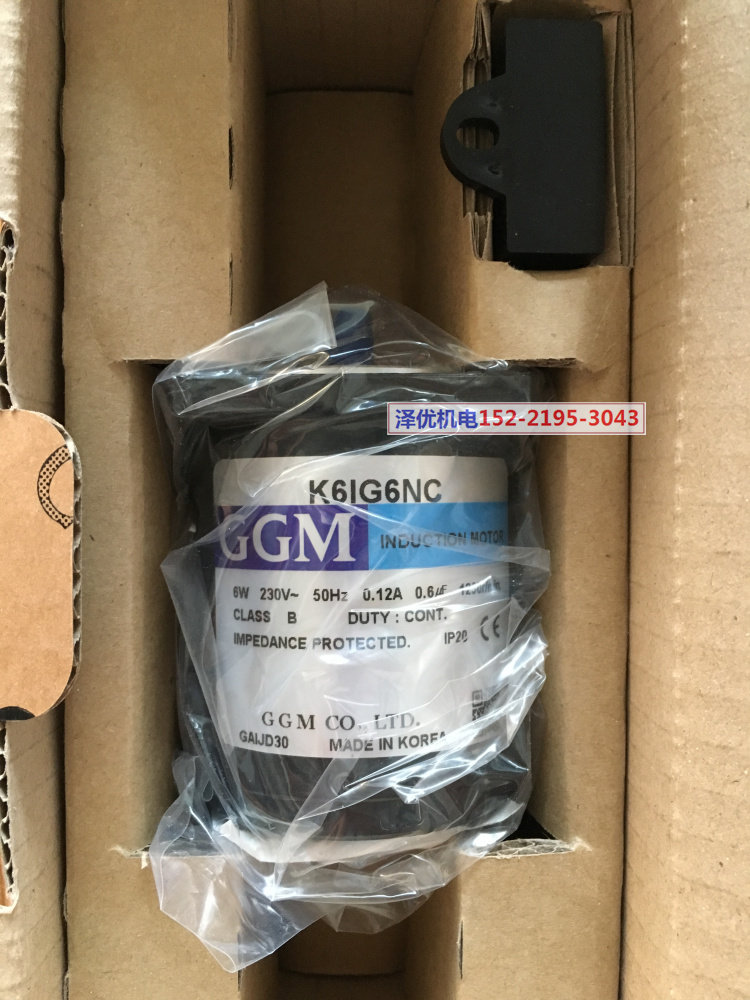 泽优机电152-2195-3043
K6IG6NC
GGM INDUCTION MOTOR
6W 230V~ 50Hz 0.12A 0.6㎌
CLASS B DUTY : CONT.
IMPEDANCE PROTECTED. IP20 CE
GGM CO., LTD.
GAIJD30 MADE IN KOREA